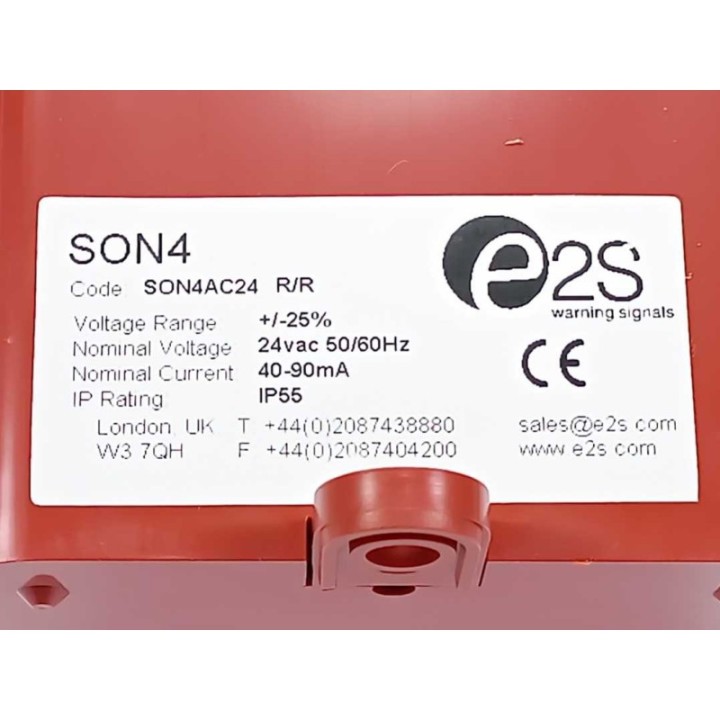 SON4
Code SON4AC24 R/R
Voltage Range +/-25%
Nominal Voltage 24vac 50/60Hz
Nominal Current 40-90mA
IP Rating IP55
London, UK T +44(0)2087438880
W3 7QH F +44(0)2087404200
e2s
warning signals
CE
sales@e2s.com
www.e2s.com